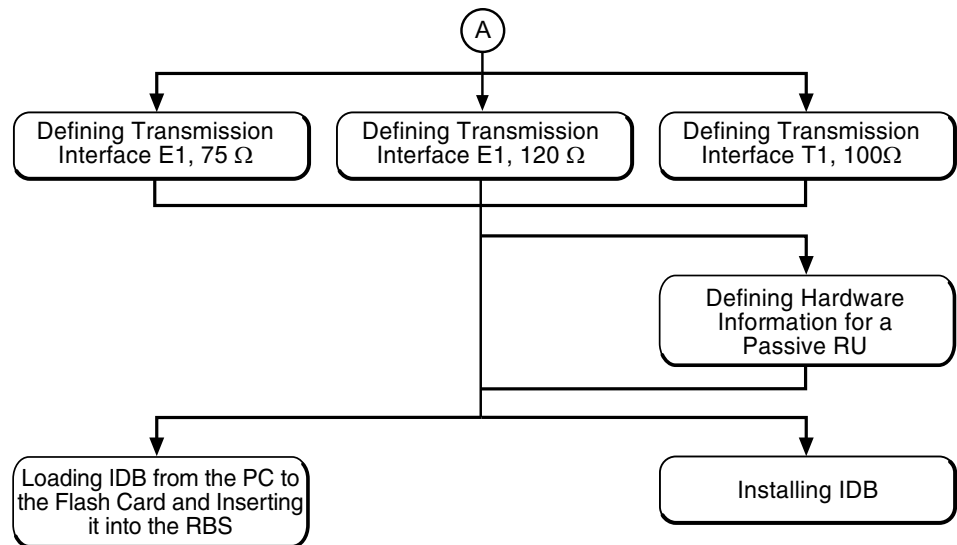 A
Defining Transmission
Interface E1, 75 Ω
Defining Transmission
Interface E1, 120 Ω
Defining Transmission
Interface T1, 100Ω
Defining Hardware
Information for a
Passive RU
Loading IDB from the PC to
the Flash Card and Inserting
it into the RBS
Installing IDB